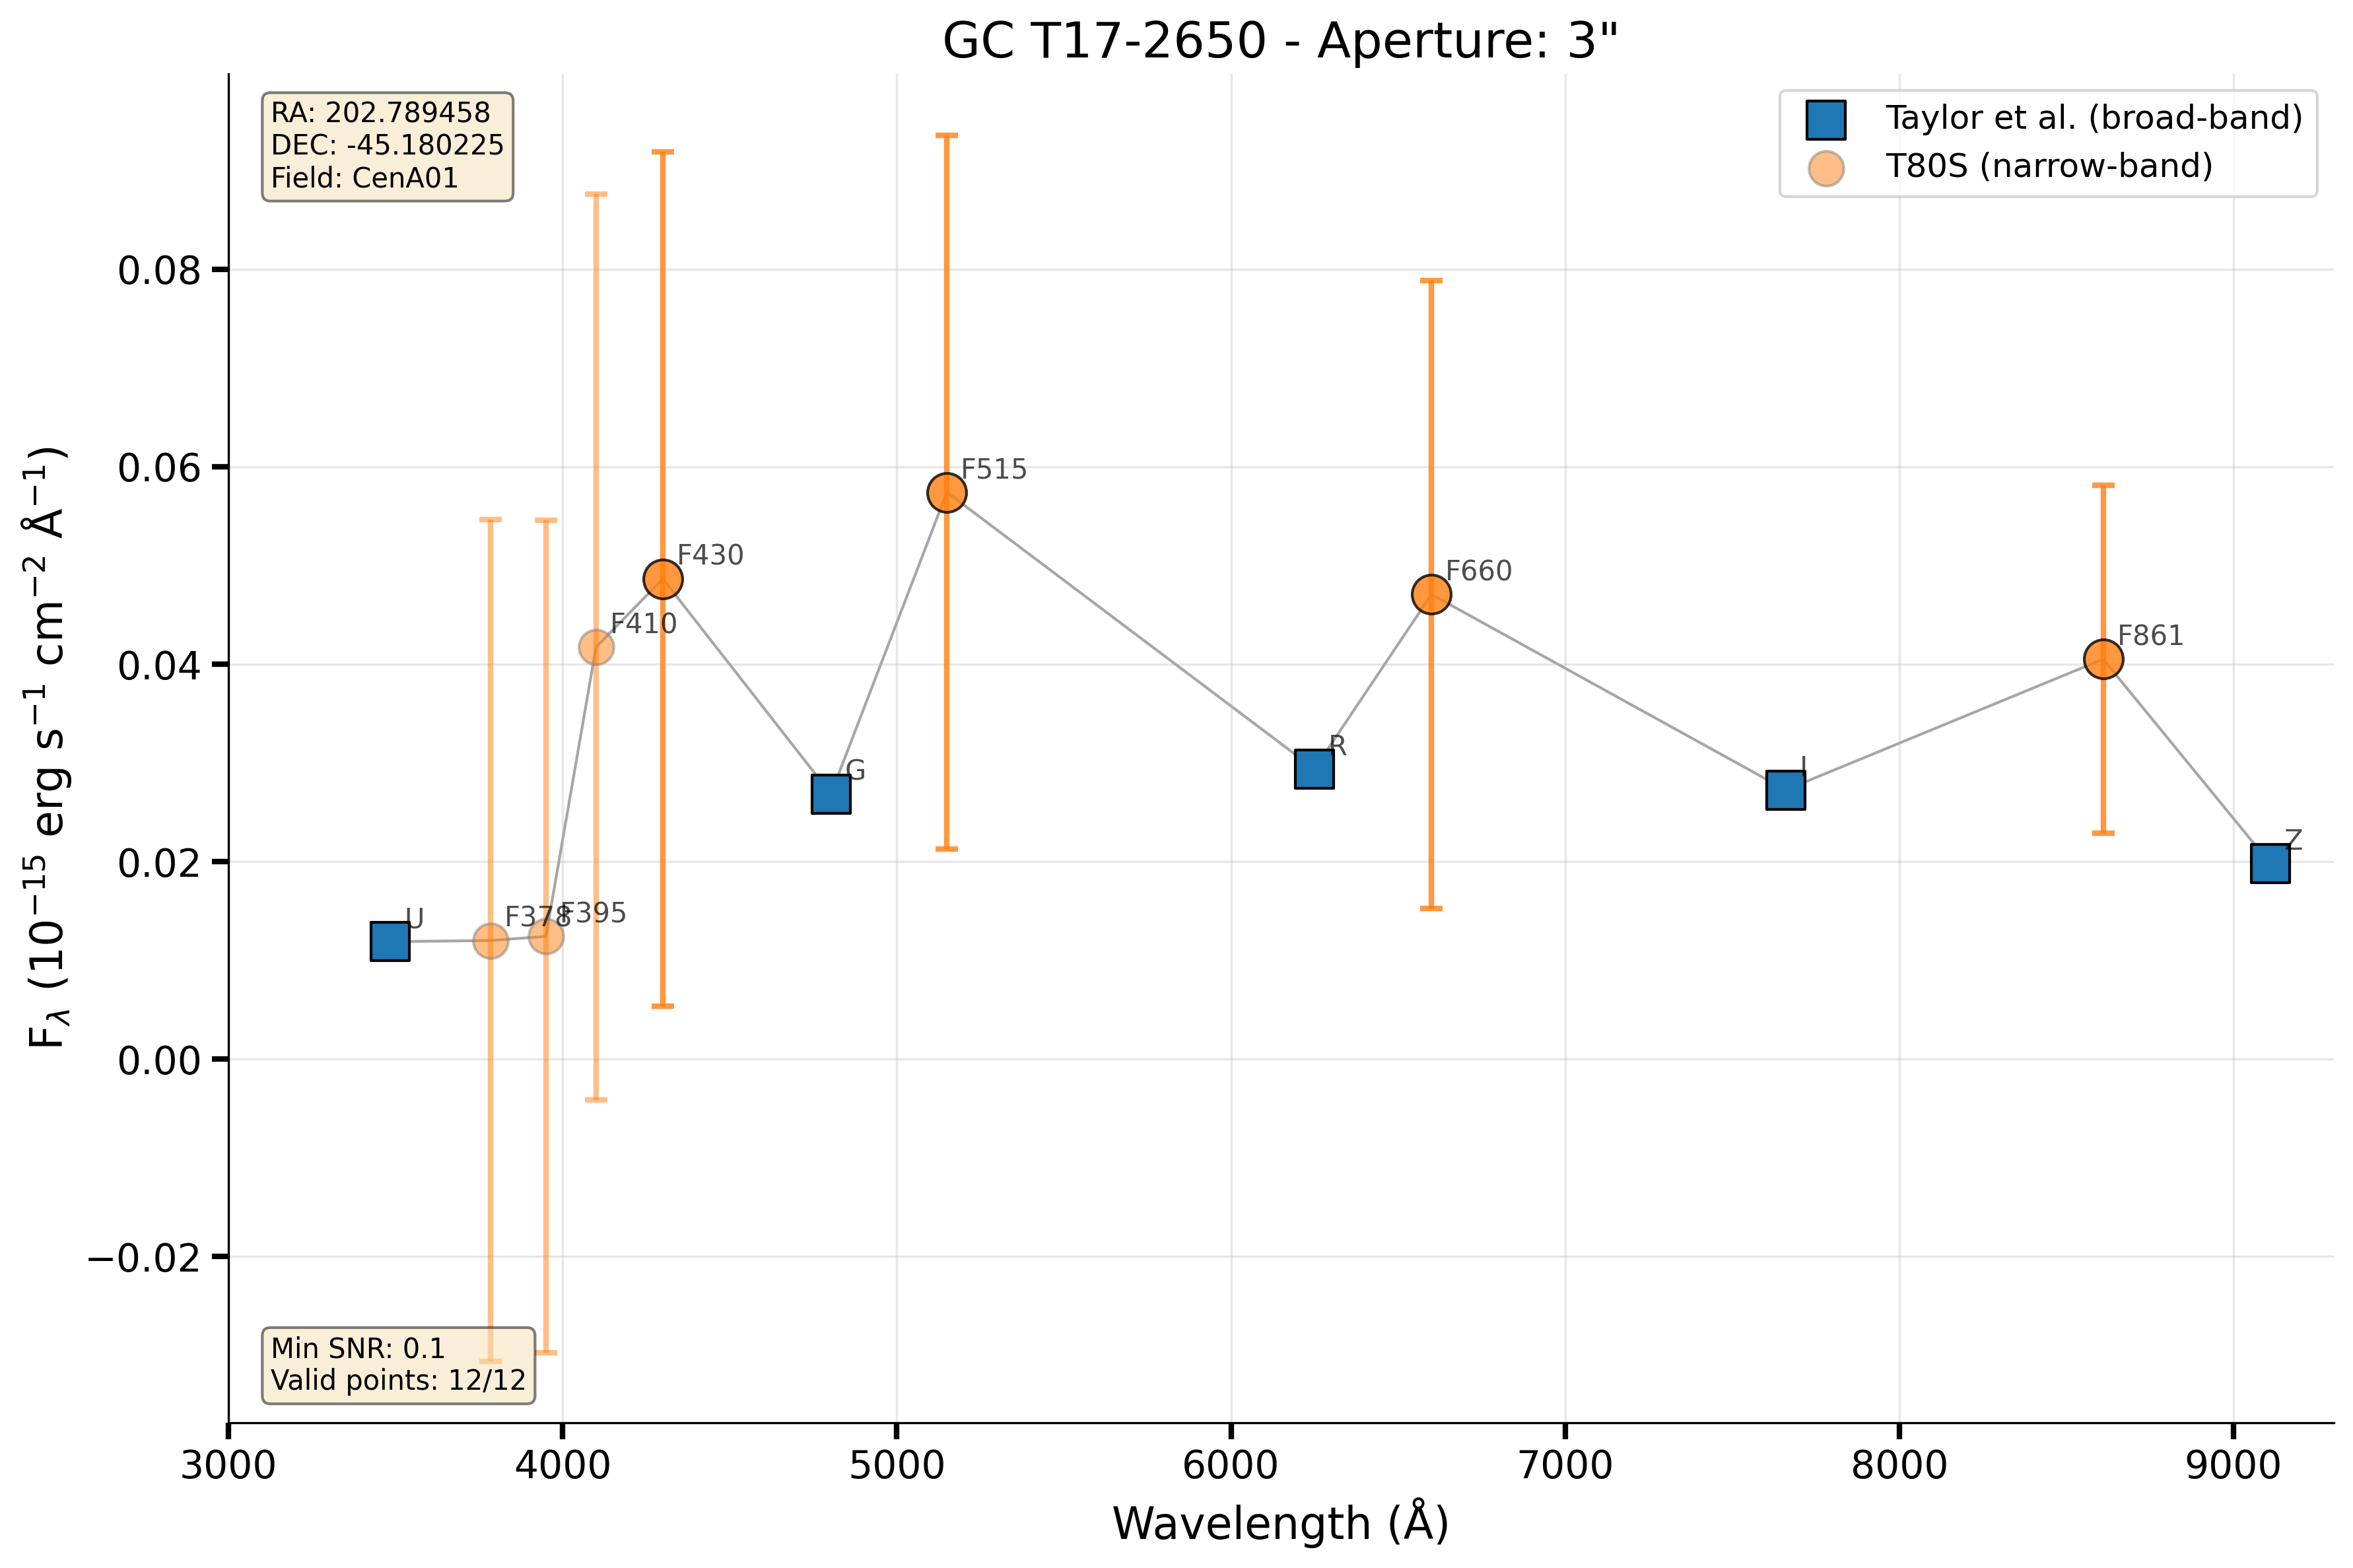 GC T17-2650 - Aperture: 3"
RA: 202.789458
DEC: -45.180225
Field: CenA01
Taylor et al. (broad-band)
T80S (narrow-band)
F$_λ$ (10⁻¹⁵ erg s⁻¹ cm⁻² Å⁻¹)
0.08
0.06
0.04
0.02
0.00
−0.02
U
F378
F395
F410
F430
G
F515
R
F660
I
F861
Z
Min SNR: 0.1
Valid points: 12/12
3000 4000 5000 6000 7000 8000 9000
Wavelength (Å)